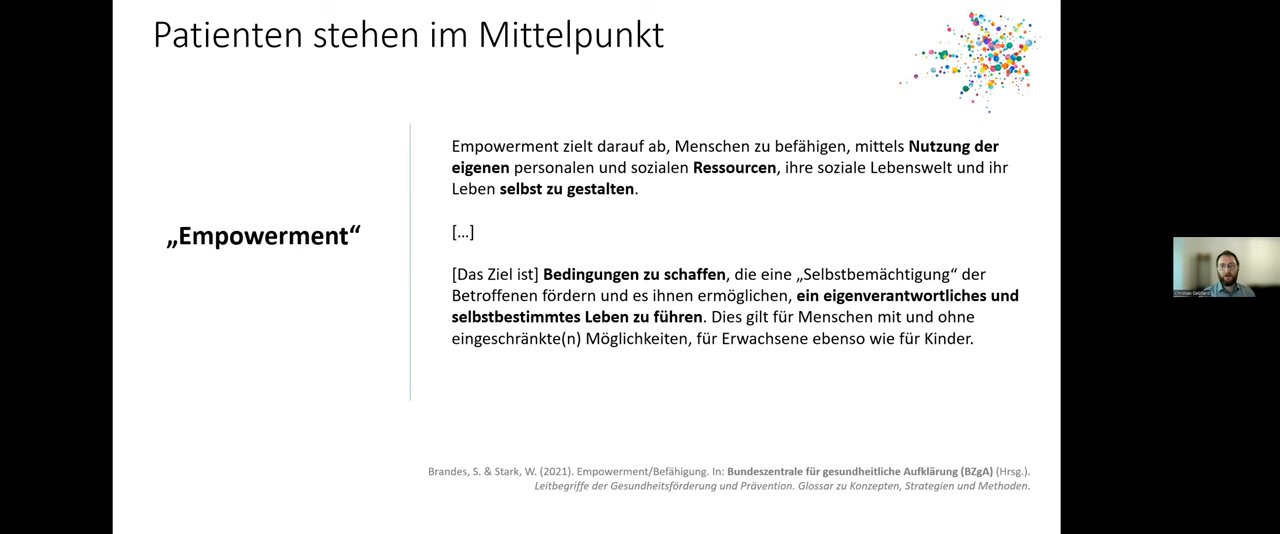 Patienten stehen im Mittelpunkt
Empowerment zielt darauf ab, Menschen zu befähigen, mittels Nutzung der
eigenen personalen und sozialen Ressourcen, ihre soziale Lebenswelt und ihr
Leben selbst zu gestalten.
[…]
„Empowerment“
[Das Ziel ist] Bedingungen zu schaffen, die eine „Selbstbemächtigung“ der
Betroffenen fördern und es ihnen ermöglichen, ein eigenverantwortliches und
selbstbestimmtes Leben zu führen. Dies gilt für Menschen mit und ohne
eingeschränkte(n) Möglichkeiten, für Erwachsene ebenso wie für Kinder.
Brandes, S. & Stark, W. (2021). Empowerment/Befähigung. In: Bundeszentrale für gesundheitliche Aufklärung (BZgA) (Hrsg.).
Leitbegriffe der Gesundheitsförderung und Prävention. Glossar zu Konzepten, Strategien und Methoden.
Christian Gebhard